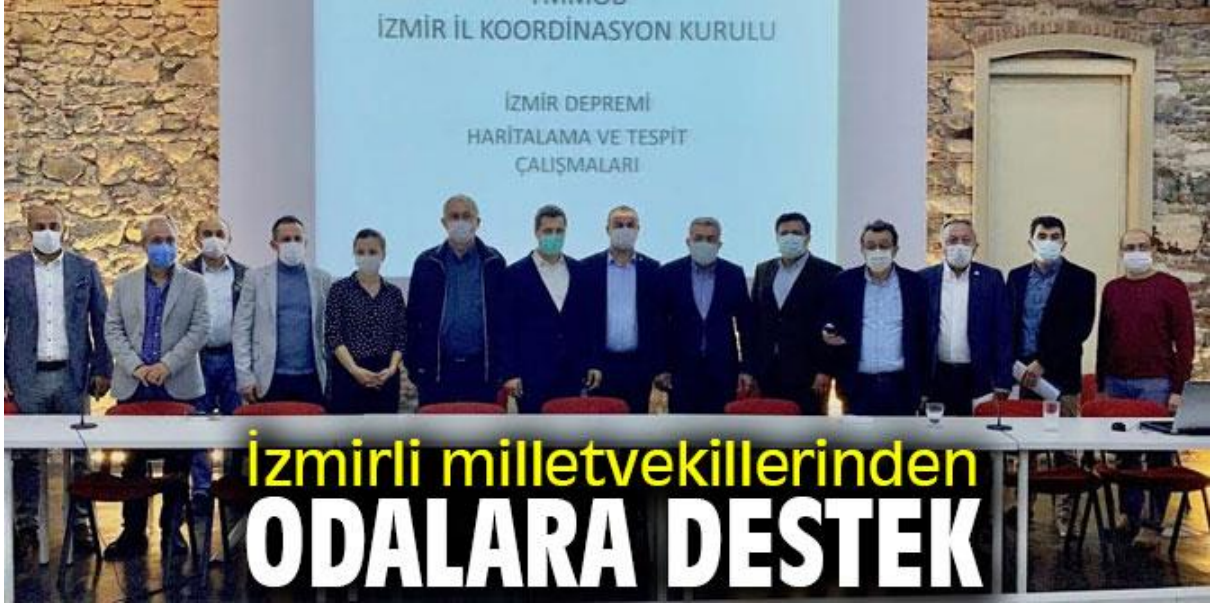 İZMİR İL KOORDİNASYON KURULU
İZMİR DEPREMİ
HARİTALAMA VE TESPİT
ÇALIŞMALARI
İzmirli milletvekillerinden
ODALARA DESTEK